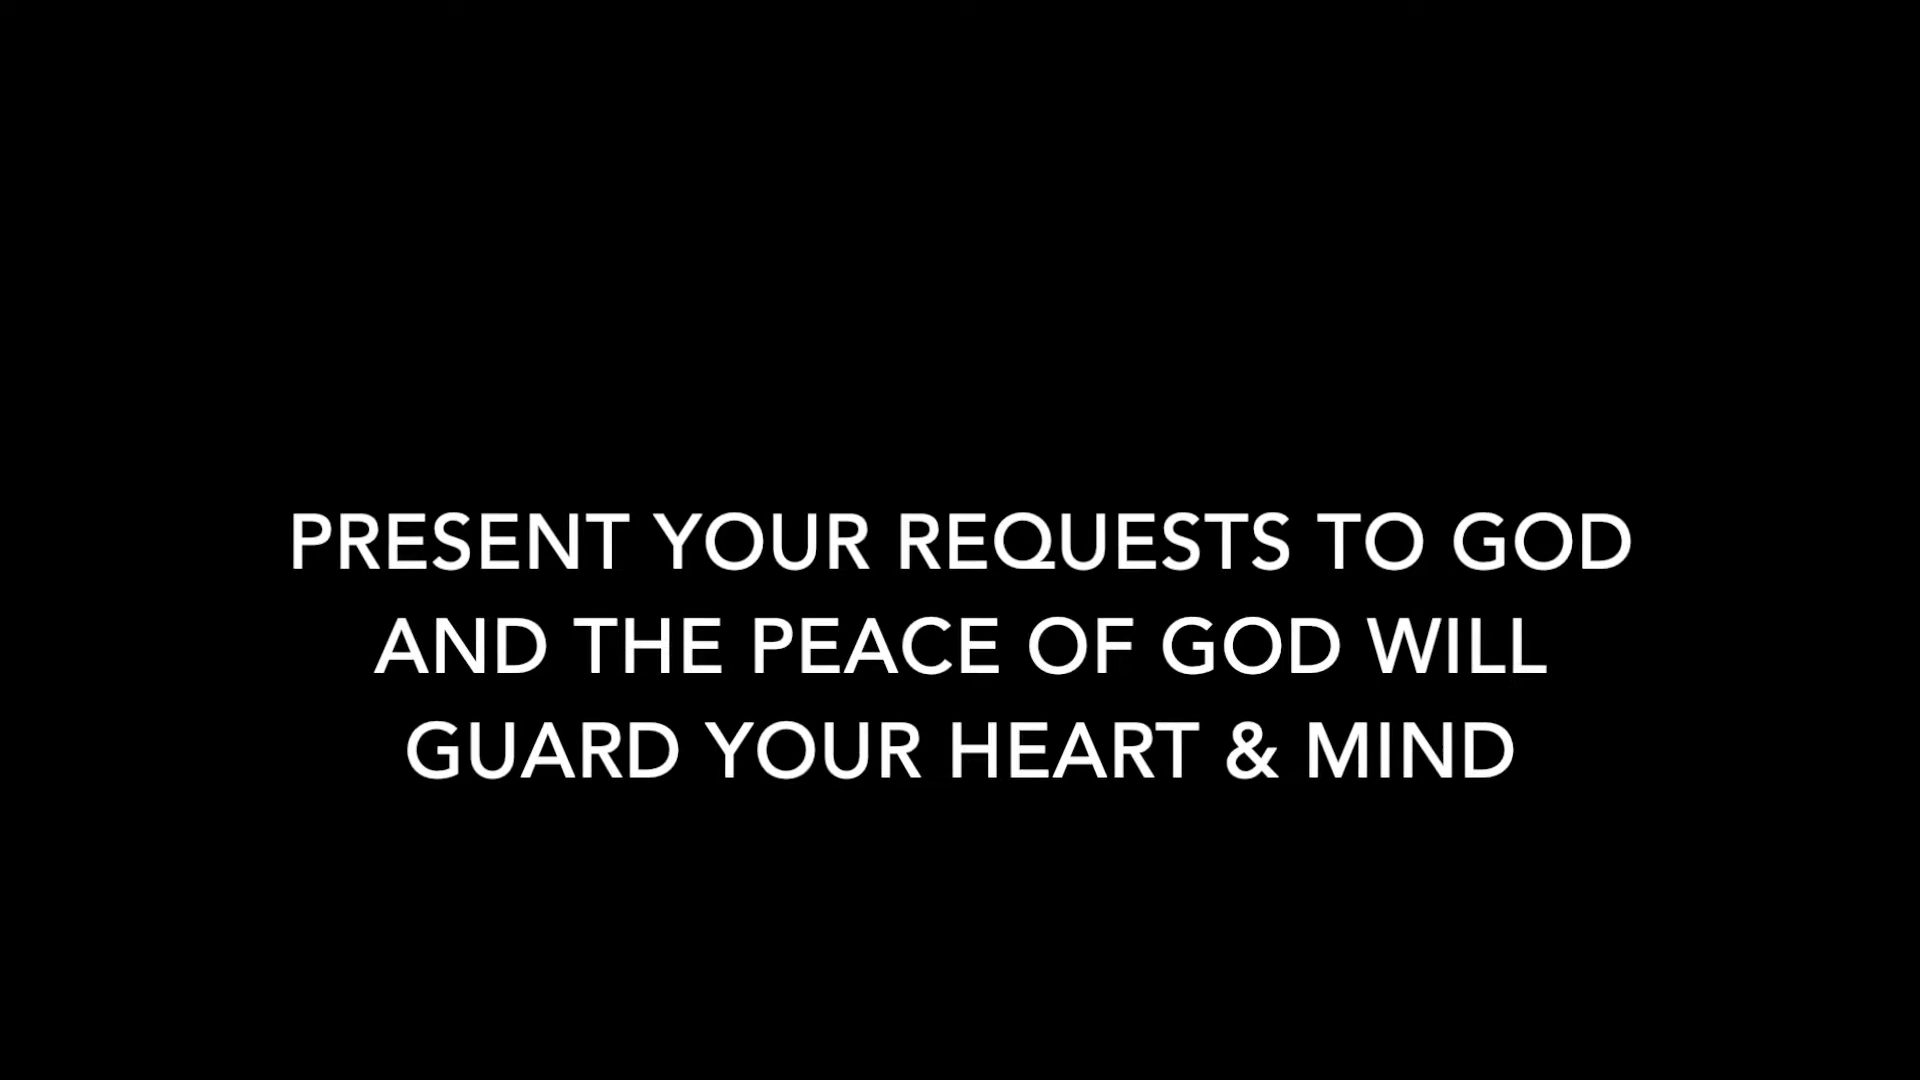 PRESENT YOUR REQUESTS TO GOD
AND THE PEACE OF GOD WILL
GUARD YOUR HEART & MIND